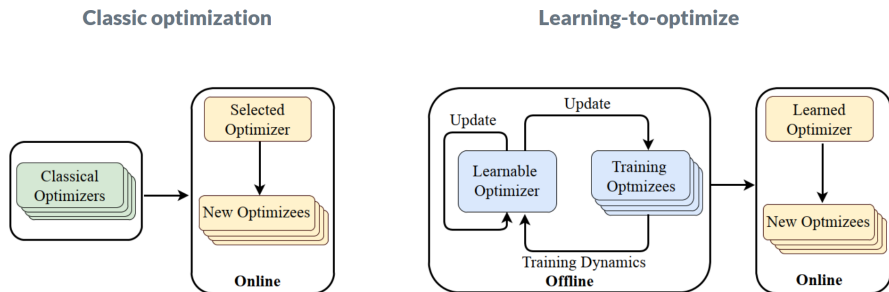 Classic optimization
Learning-to-optimize
Classical
Optimizers
Selected
Optimizer
New Optimizees
Online
Update
Update
Learnable
Optimizer
Training
Optmizees
Training Dynamics
Offline
Learned
Optimizer
New Optmizees
Online